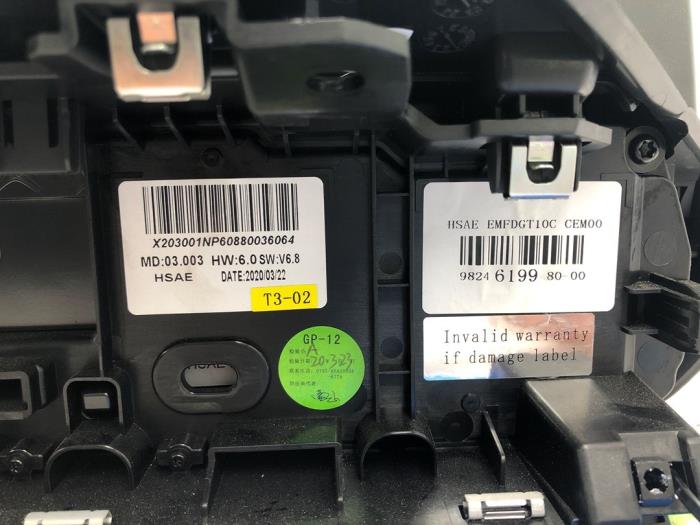 X203001NP60880036064
MD:03.003 HW:6.0 SW:V6.8
HSAE DATE:2020/03/22
T3-02
GP-12
A
HSAE
HSAE EMFDGT10C CEM00
9824 6199 80-00
Invalid warranty
if damage label